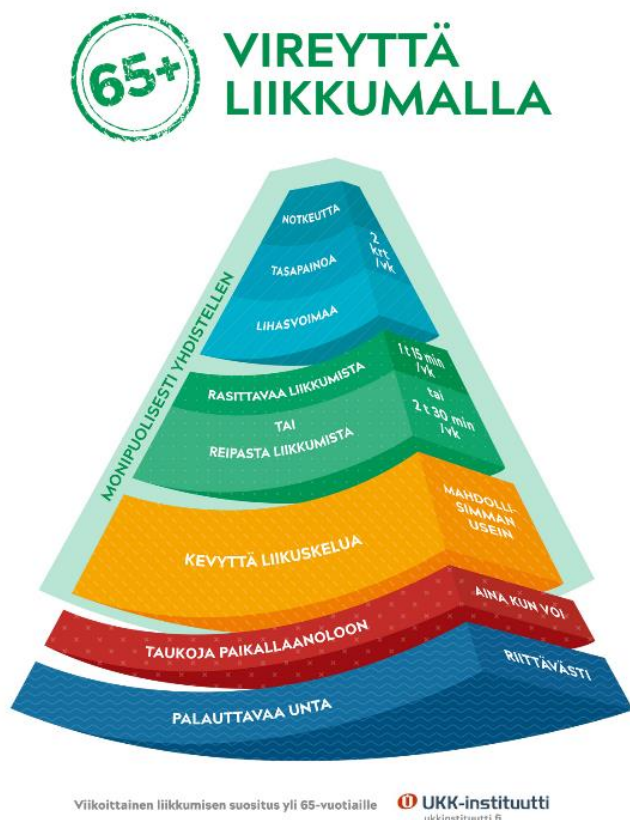 65+
VIREYTTÄ
LIIKKUMALLA
MONIPUOLISESTI YHDISTELLEN
NOTKEUTTA
TASAPAINOA
LIHASVOIMAA
2
krt
/vk
RASITTAVAA LIIKKUMISTA
1 t 15 min
/vk
TAI
REIPASTA LIIKKUMISTA
tai
2 t 30 min
/vk
KEVYTTÄ LIIKUSKELUA
MAHDOLLI-
SIMMAN
USEIN
TAUKOJA PAIKALLAANOLOON
AINA KUN VOI
PALAUTTAVAA UNTA
RIITTÄVÄSTI
Viikoittainen liikkumisen suositus yli 65-vuotiaille
UKK-instituutti
ukkinstituutti.fi